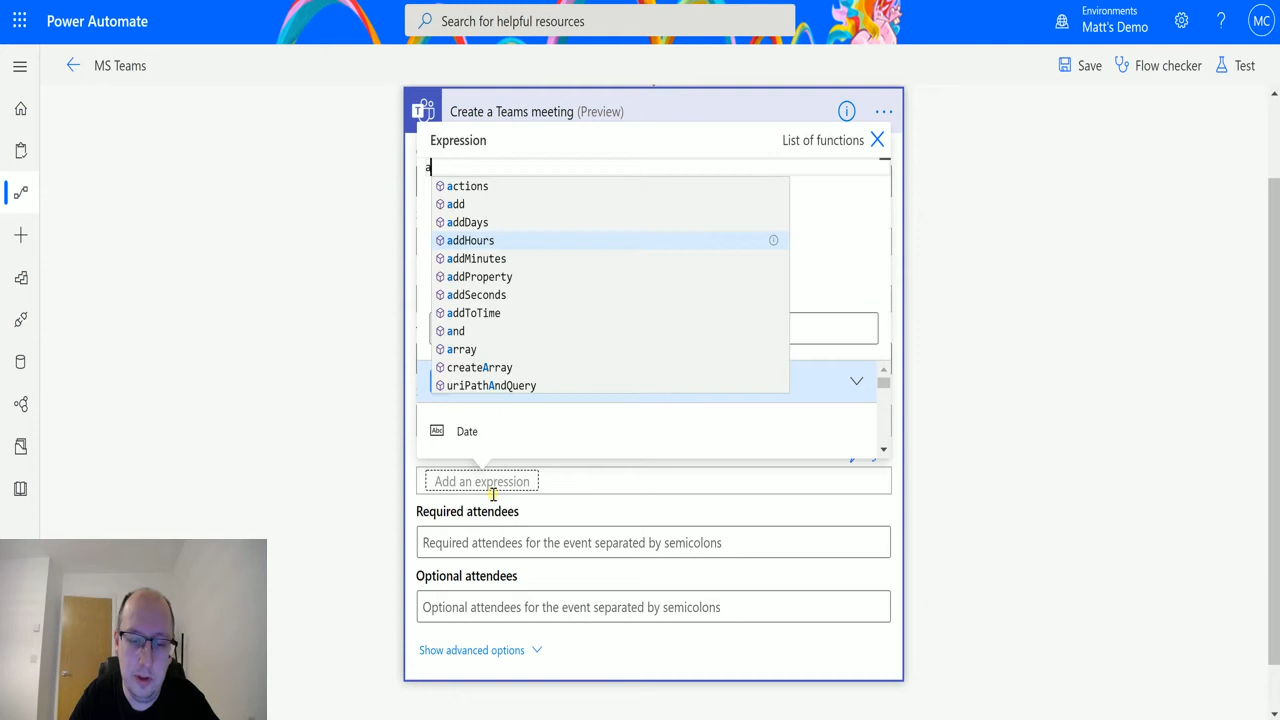 Power Automate
Search for helpful resources
Environments
Matt's Demo
MC
MS Teams
Save
Flow checker
Test
Create a Teams meeting (Preview)
Expression
List of functions
a
actions
add
addDays
addHours
addMinutes
addProperty
addSeconds
addToTime
and
array
createArray
uriPathAndQuery
Abc
Date
Add an expression
Required attendees
Required attendees for the event separated by semicolons
Optional attendees
Optional attendees for the event separated by semicolons
Show advanced options